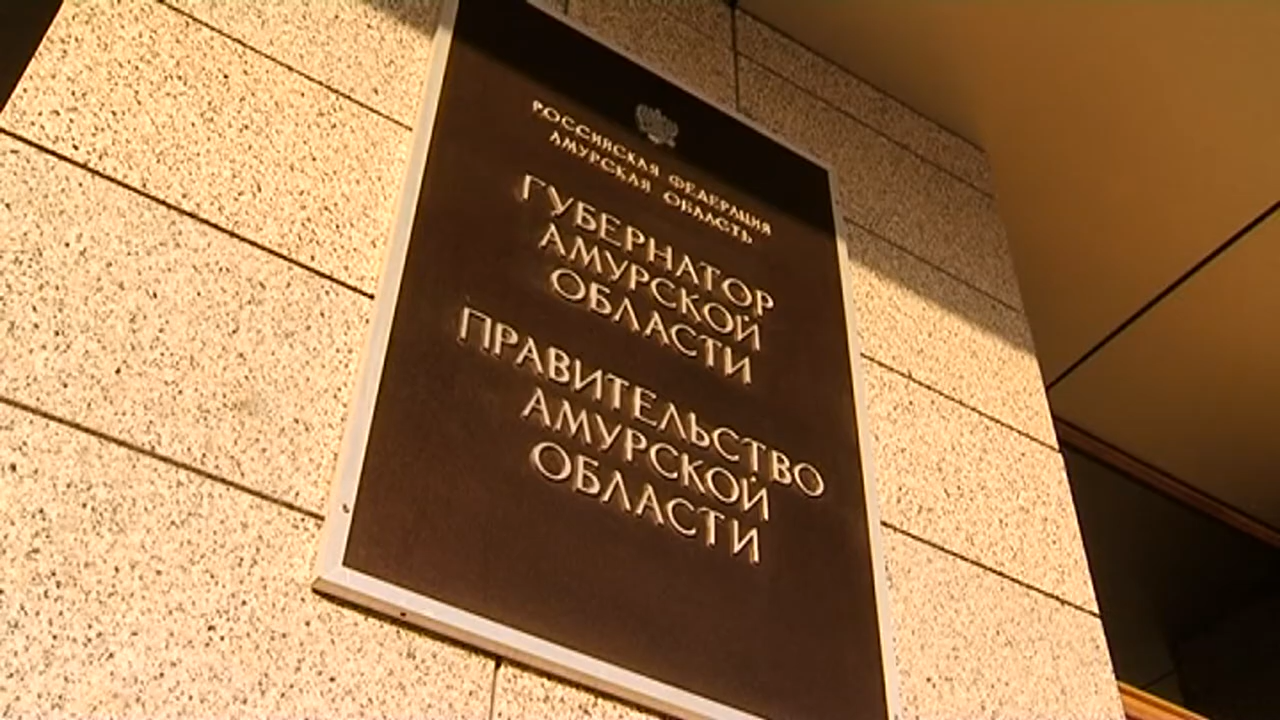 РОССИЙСКАЯ ФЕДЕРАЦИЯ
АМУРСКАЯ ОБЛАСТЬ
ГУБЕРНАТОР
АМУРСКОЙ
ОБЛАСТИ
ПРАВИТЕЛЬСТВО
АМУРСКОЙ
ОБЛАСТИ